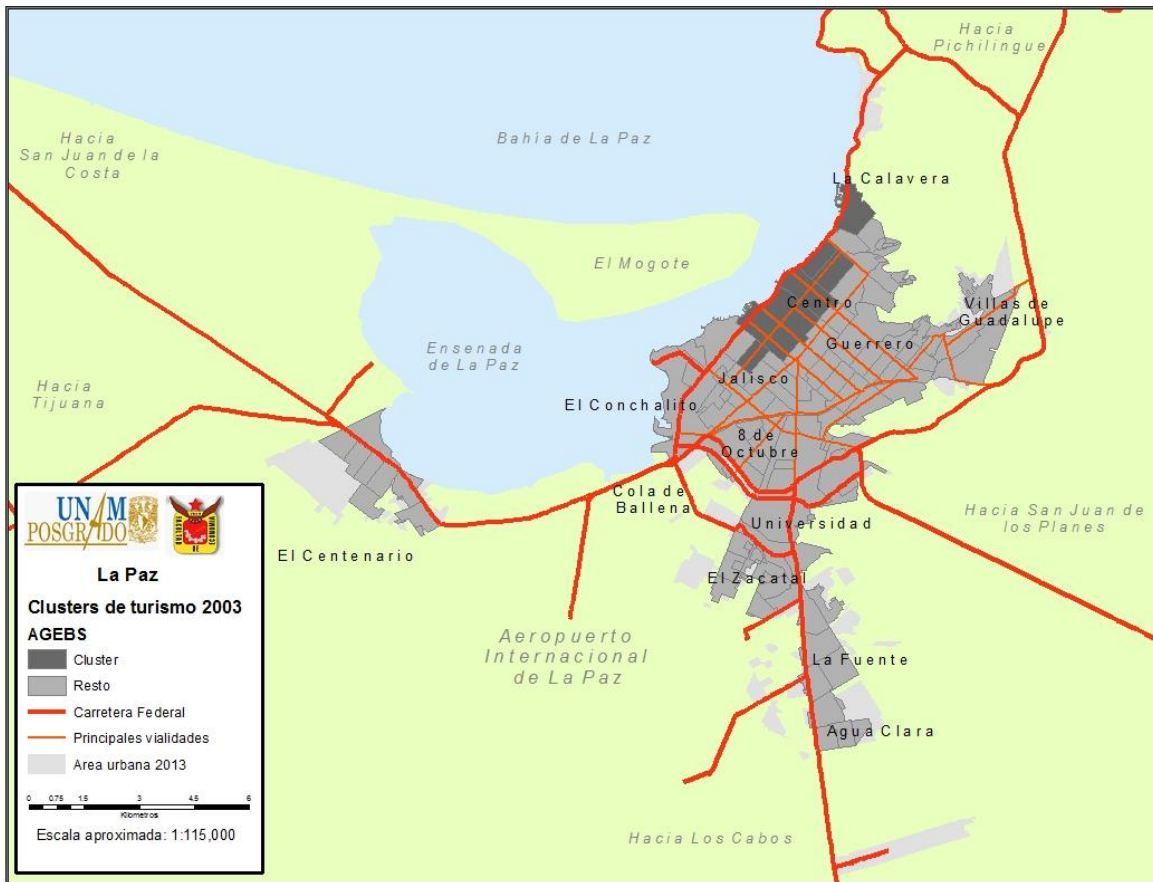 Hacia
Pichilingue
Hacia
San Juan de la
Costa
Bahía de La Paz
La Calavera
El Mogote
Centro
Villas de
Guadalupe
Guerrero
Ensenada
de La Paz
Jalisco
Hacia
Tijuana
El Conchalito
8 de
Octubre
Cola de
Ballena
Universidad
Hacia San Juan de
los Planes
El Centenario
El Zacatal
Aeropuerto
Internacional
de La Paz
La Fuente
Agua Clara
Hacia Los Cabos
UNAM
POSGRADO
La Paz
Clusters de turismo 2003
AGEBS
Cluster
Resto
Carretera Federal
Principales vialidades
Area urbana 2013
0 0.75 1.5 3 4.5 6
Kilometros
Escala aproximada: 1:115,000